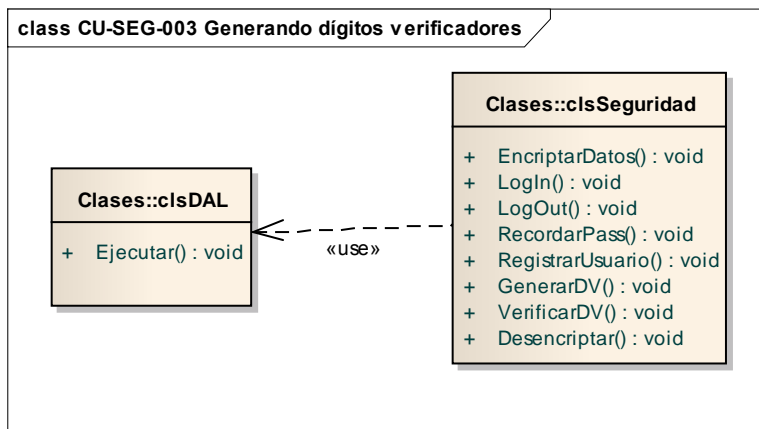 class CU-SEG-003 Generando dígitos verificadores
Clases::clsDAL
+ Ejecutar() : void
«use»
Clases::clsSeguridad
+ EncriptarDatos() : void
+ LogIn() : void
+ LogOut() : void
+ RecordarPass() : void
+ RegistrarUsuario() : void
+ GenerarDV() : void
+ VerificarDV() : void
+ Desencriptar() : void